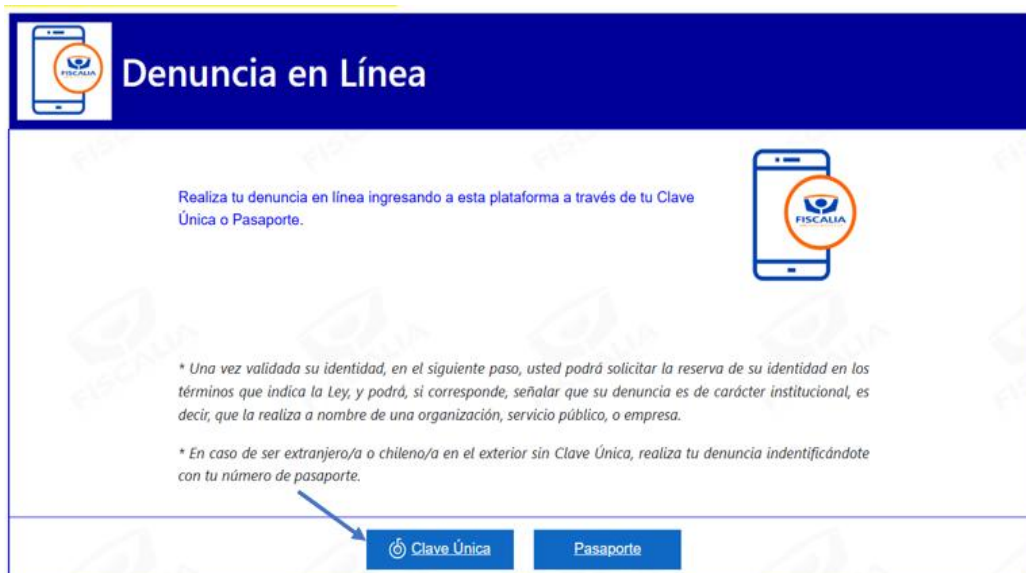 FISCALIA
Denuncia en Línea
Realiza tu denuncia en línea ingresando a esta plataforma a través de tu Clave
Única o Pasaporte.
FISCALIA
* Una vez validada su identidad, en el siguiente paso, usted podrá solicitar la reserva de su identidad en los
términos que indica la Ley, y podrá, si corresponde, señalar que su denuncia es de carácter institucional, es
decir, que la realiza a nombre de una organización, servicio público, o empresa.
* En caso de ser extranjero/a o chileno/a en el exterior sin Clave Única, realiza tu denuncia indentificándote
con tu número de pasaporte.
Clave Única
Pasaporte